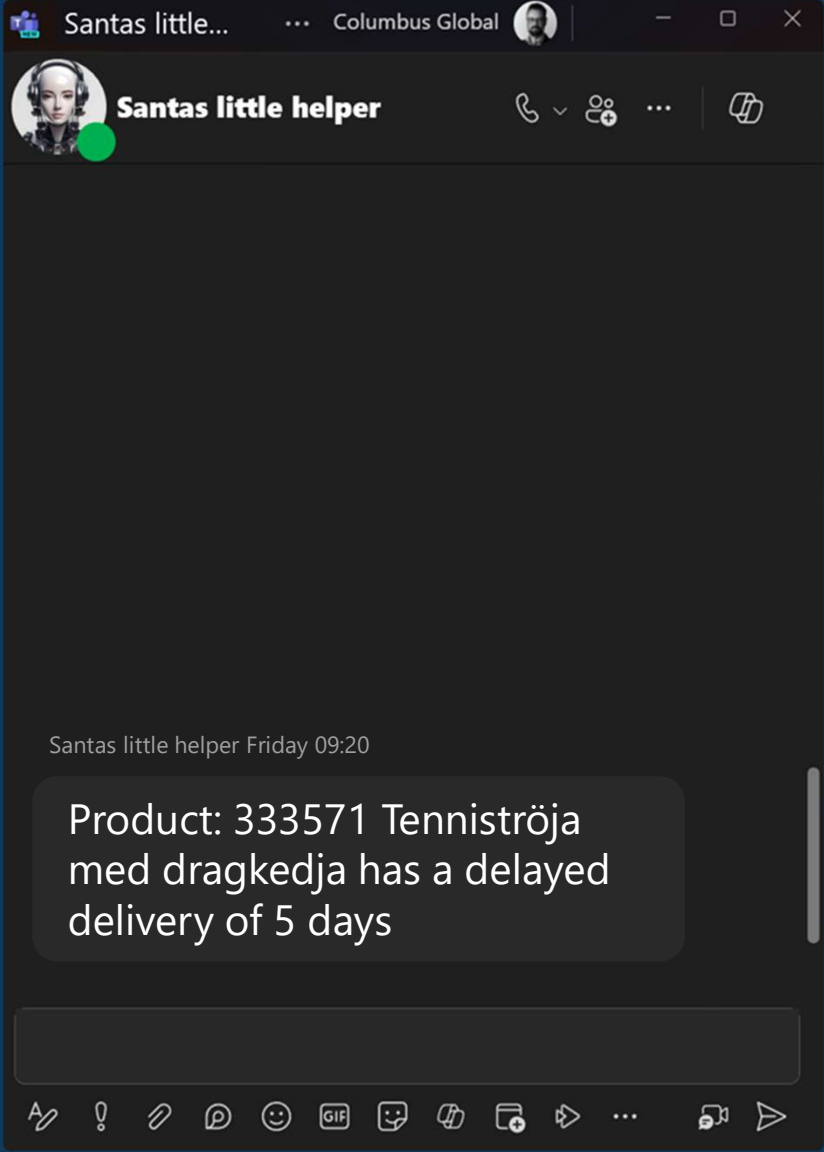 Santas little... ... Columbus Global
Santas little helper
Santas little helper Friday 09:20
Product: 333571 Tenniströja
med dragkedja has a delayed
delivery of 5 days
GIF